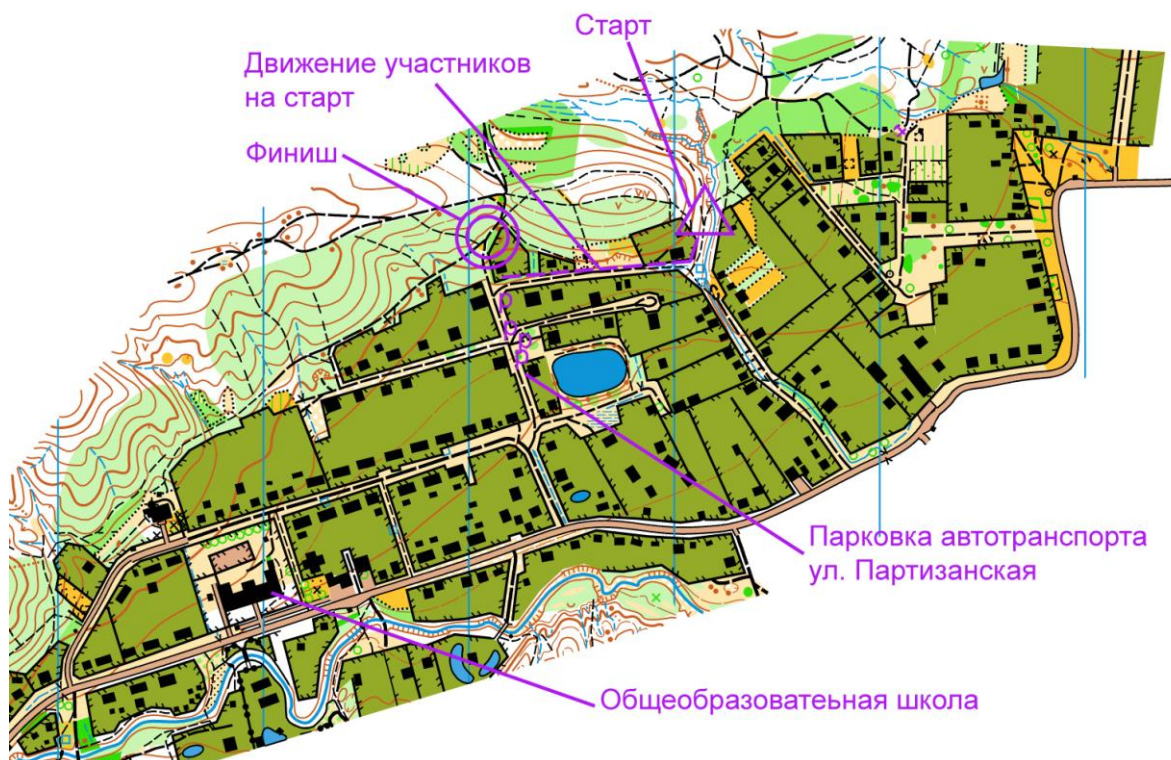 Старт
Движение участников
на старт
Финиш
Р
Р
Р
Р
Парковка автотранспорта
ул. Партизанская
Общеобразоватеьная школа